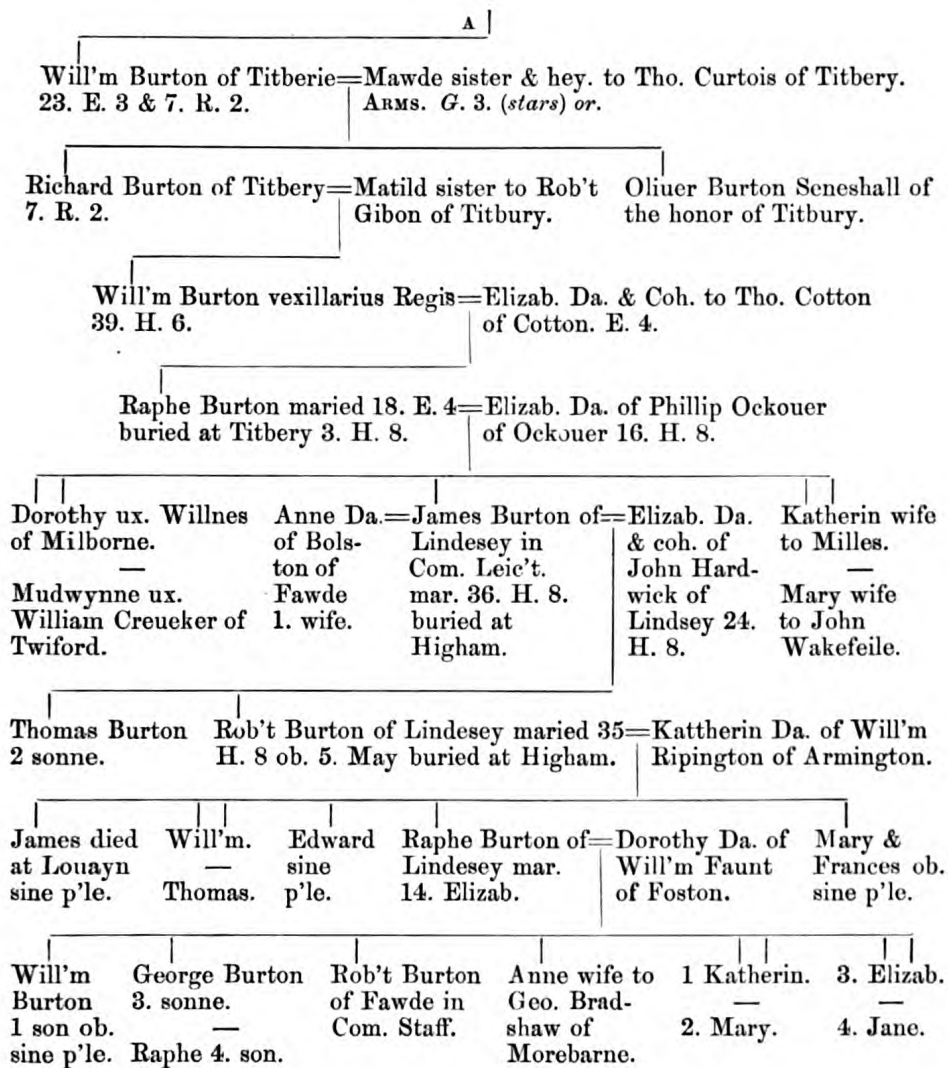 A
Will'm Burton of Titberie=Mawde sister & hey. to Tho. Curtois of Titbery.
23. E. 3 & 7. R. 2. ARMS. G. 3. (stars) or.
Richard Burton of Titbery=Matild sister to Rob't Oliuer Burton Seneshall of
7. R. 2. Gibon of Titbury. the honor of Titbury.
Will'm Burton vexillarius Regis=Elizab. Da. & Coh. to Tho. Cotton
39. H. 6. of Cotton. E. 4.
Raphe Burton maried 18. E. 4=Elizab. Da. of Phillip Ockouer
buried at Titbery 3. H. 8. of Ockouer 16. H. 8.
Dorothy ux. Willnes
of Milborne.
—
Mudwynne ux.
William Creueker of
Twiford.
Anne Da.=James Burton of=Elizab. Da.
of Bols-
ton of
Fawde
1. wife.
Lindesey in
Com. Leic't.
mar. 36. H. 8.
buried at
Higham.
& coh. of
John Hard-
wick of
Lindsey 24.
H. 8.
Katherin wife
to Milles.
—
Mary wife
to John
Wakefeile.
Thomas Burton
2 sonne.
Rob't Burton of Lindesey maried 35=Kattherin Da. of Will'm
H. 8 ob. 5. May buried at Higham. Ripington of Armington.
James died
at Louayn
sine p'le.
Will'm.
—
Thomas.
Edward
sine
p'le.
Raphe Burton of=Dorothy Da. of
Lindesey mar. Will'm Faunt
14. Elizab. of Foston.
Mary &
Frances ob.
sine p'le.
Will'm
Burton
1 son ob.
sine p'le.
George Burton
3. sonne.
—
Raphe 4. son.
Rob't Burton
of Fawde in
Com. Staff.
Anne wife to
Geo. Brad-
shaw of
Morebarne.
1 Katherin.
—
2. Mary.
3. Elizab.
—
4. Jane.